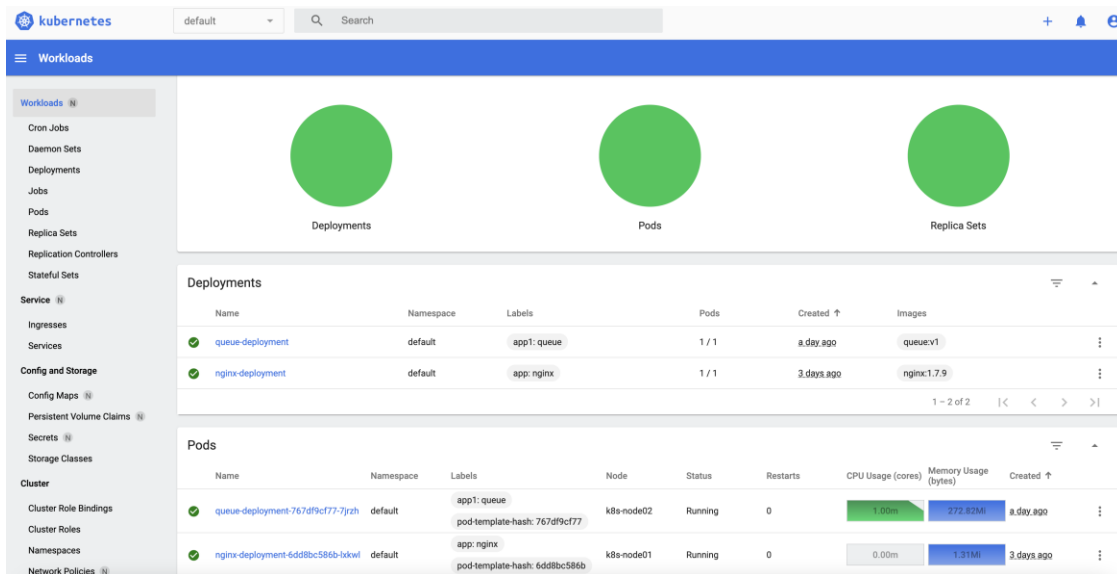 kubernetes
default
Search
Workloads
Workloads N
Cron Jobs
Daemon Sets
Deployments
Jobs
Pods
Replica Sets
Replication Controllers
Stateful Sets
Service N
Ingresses
Services
Config and Storage
Config Maps N
Persistent Volume Claims N
Secrets N
Storage Classes
Cluster
Cluster Role Bindings
Cluster Roles
Namespaces
Network Policies N
Deployments Pods Replica Sets
Deployments
Name Namespace Labels Pods Created Images
queue-deployment default app1: queue 1 / 1 a day ago queue:v1
nginx-deployment default app: nginx 1 / 1 3 days ago nginx:1.7.9
1 – 2 of 2
Pods
Name Namespace Labels Node Status Restarts CPU Usage (cores) Memory Usage (bytes) Created
queue-deployment-767df9cf77-7jrzh default app1: queue k8s-node02 Running 0 1.00m 272.82Mi a day ago
pod-template-hash: 767df9cf77
nginx-deployment-6dd8bc586b-lxkwl default app: nginx k8s-node01 Running 0 0.00m 1.31Mi 3 days ago
pod-template-hash: 6dd8bc586b